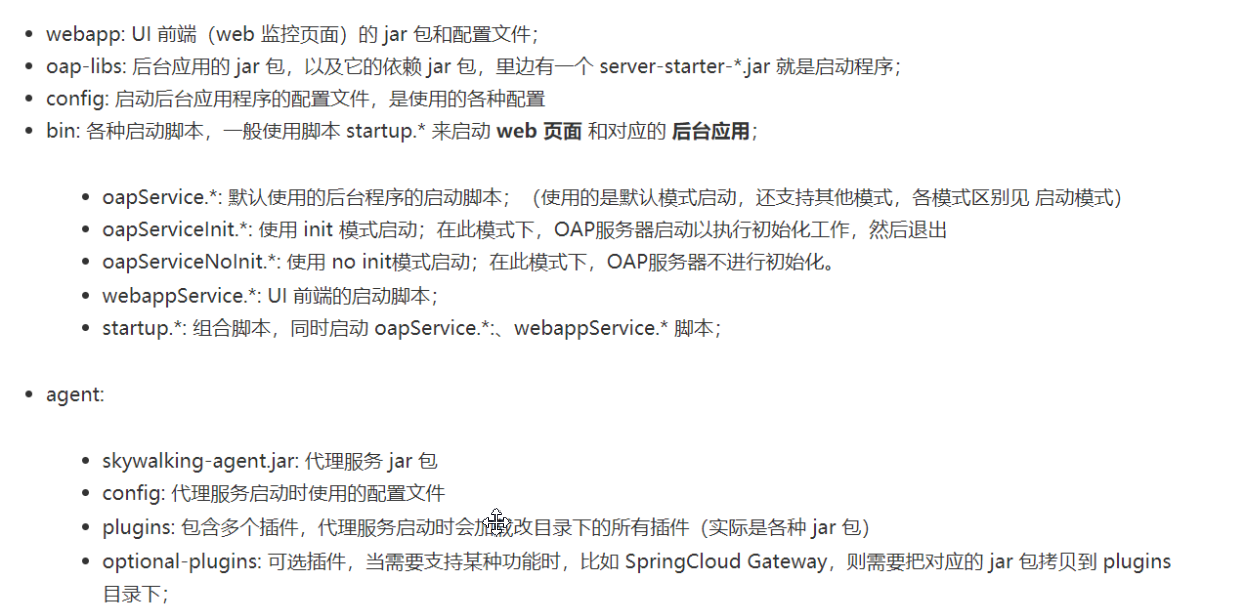 webapp: UI 前端（web 监控页面）的 jar 包和配置文件；
oap-libs: 后台应用的 jar 包，以及它的依赖 jar 包，里边有一个 server-starter-*.jar 就是启动程序；
config: 启动后台应用程序的配置文件，是使用的各种配置
bin: 各种启动脚本，一般使用脚本 startup.* 来启动 web 页面 和对应的 后台应用；
oapService.*: 默认使用的后台程序的启动脚本；（使用的是默认模式启动，还支持其他模式，各模式区别见 启动模式）
oapServiceInit.*: 使用 init 模式启动；在此模式下，OAP服务器启动以执行初始化工作，然后退出
oapServiceNoInit.*: 使用 no init模式启动；在此模式下，OAP服务器不进行初始化。
webappService.*: UI 前端的启动脚本；
startup.*: 组合脚本，同时启动 oapService.*:、webappService.* 脚本；
agent:
skywalking-agent.jar: 代理服务 jar 包
config: 代理服务启动时使用的配置文件
plugins: 包含多个插件，代理服务启动时会加载改目录下的所有插件（实际是各种 jar 包）
optional-plugins: 可选插件，当需要支持某种功能时，比如 SpringCloud Gateway，则需要把对应的 jar 包拷贝到 plugins
目录下；